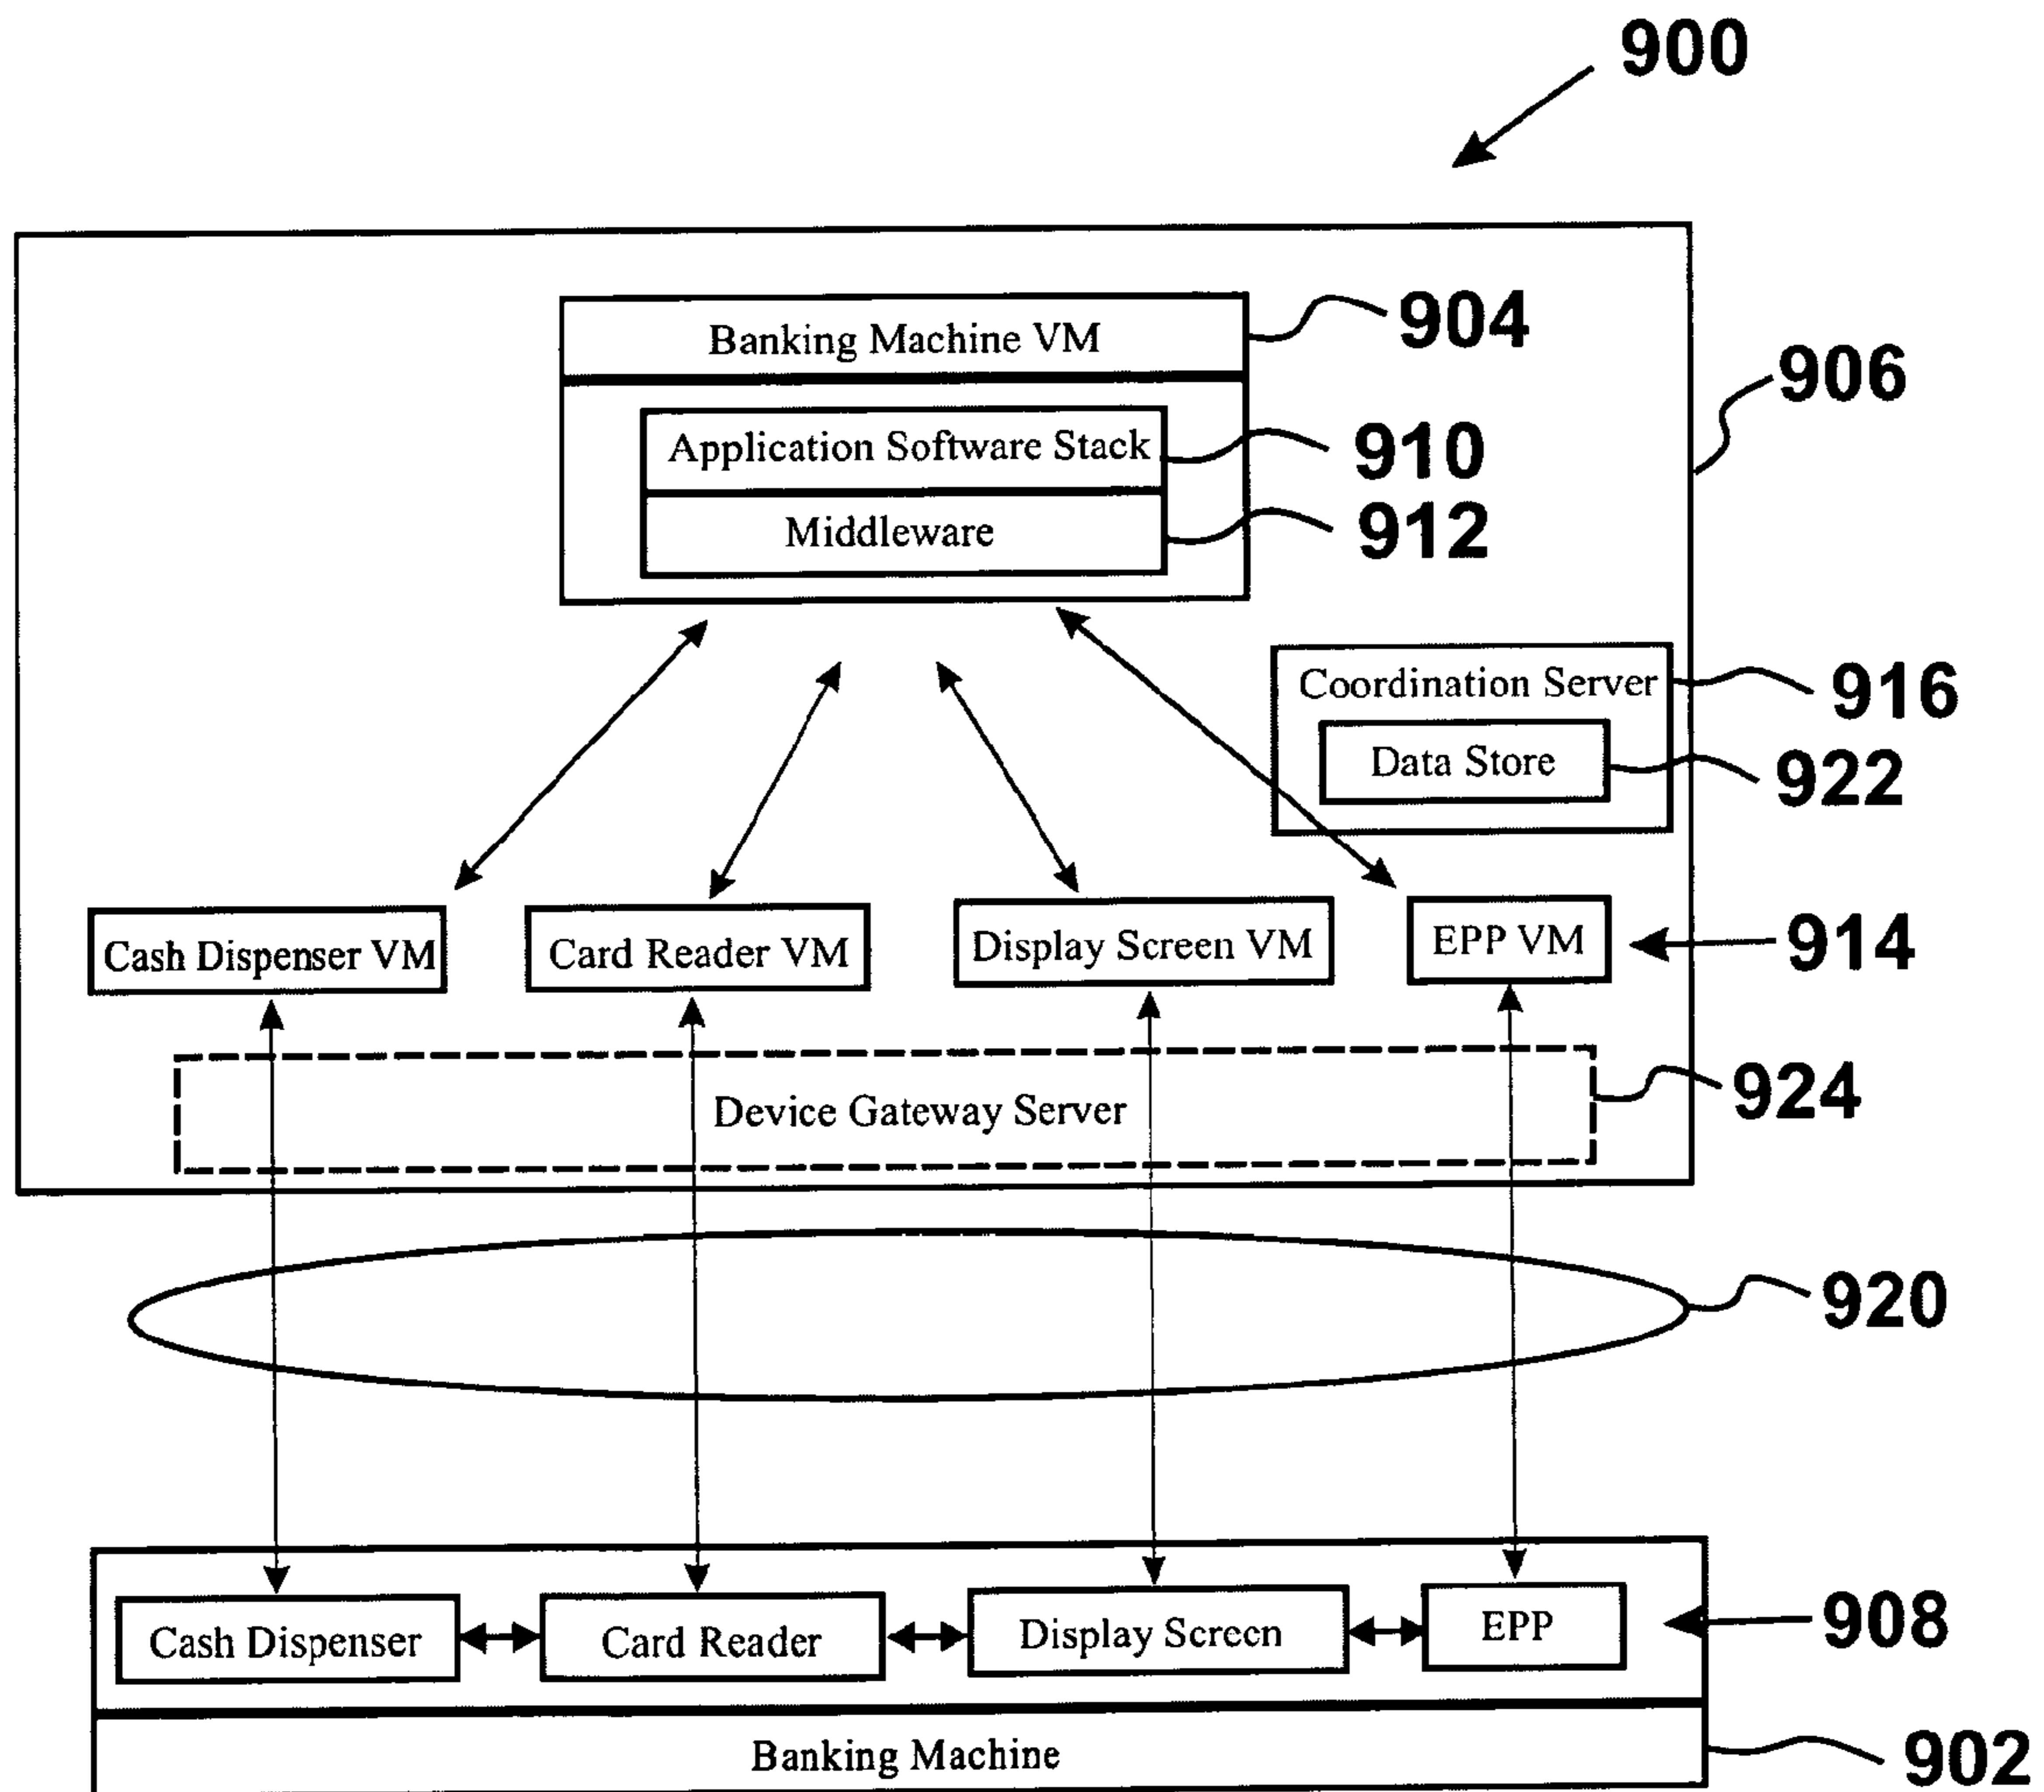 900
Banking Machine VM
904
906
Application Software Stack
910
Middleware
912
Coordination Server
916
Data Store
922
Cash Dispenser VM
Card Reader VM
Display Screen VM
EPP VM
914
Device Gateway Server
924
920
Cash Dispenser
Card Reader
Display Screen
EPP
908
Banking Machine
902